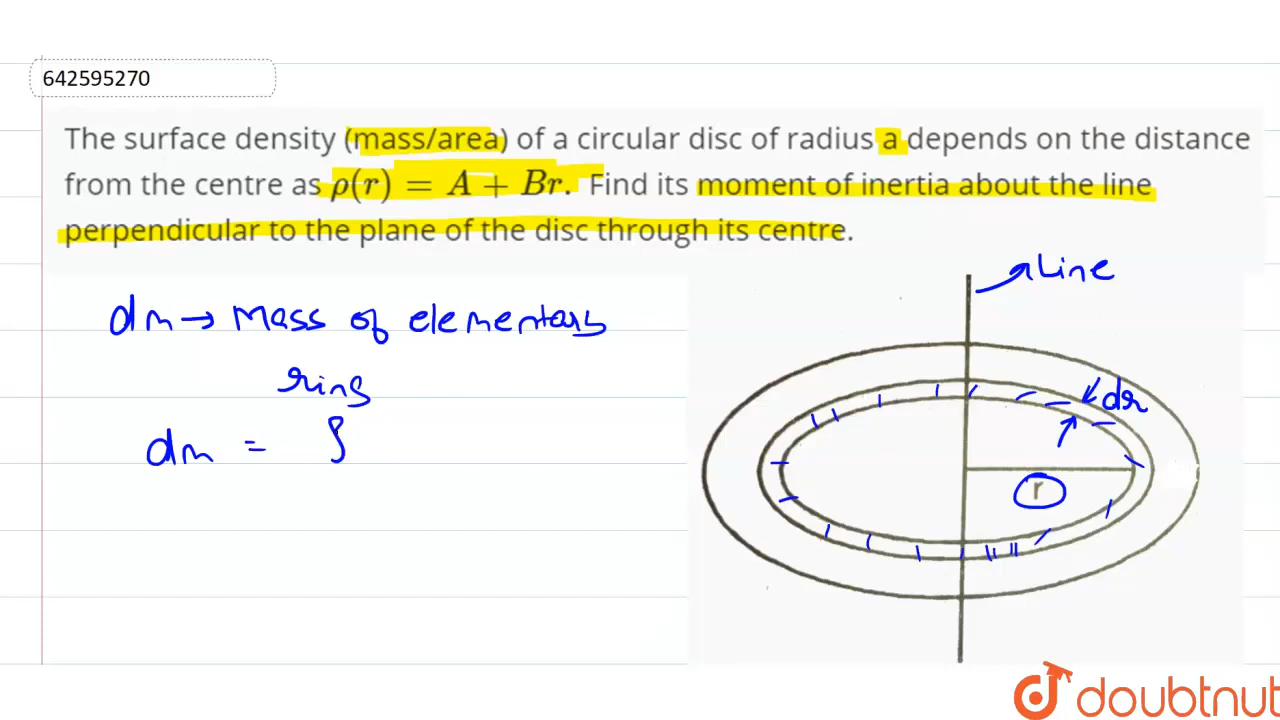 642595270
The surface density (mass/area) of a circular disc of radius a depends on the distance
from the centre as ρ(r) = A + Br. Find its moment of inertia about the line
perpendicular to the plane of the disc through its centre.
Line
dm → Mass of elementary
ring
dr
dm = ρ
r
doubtnut